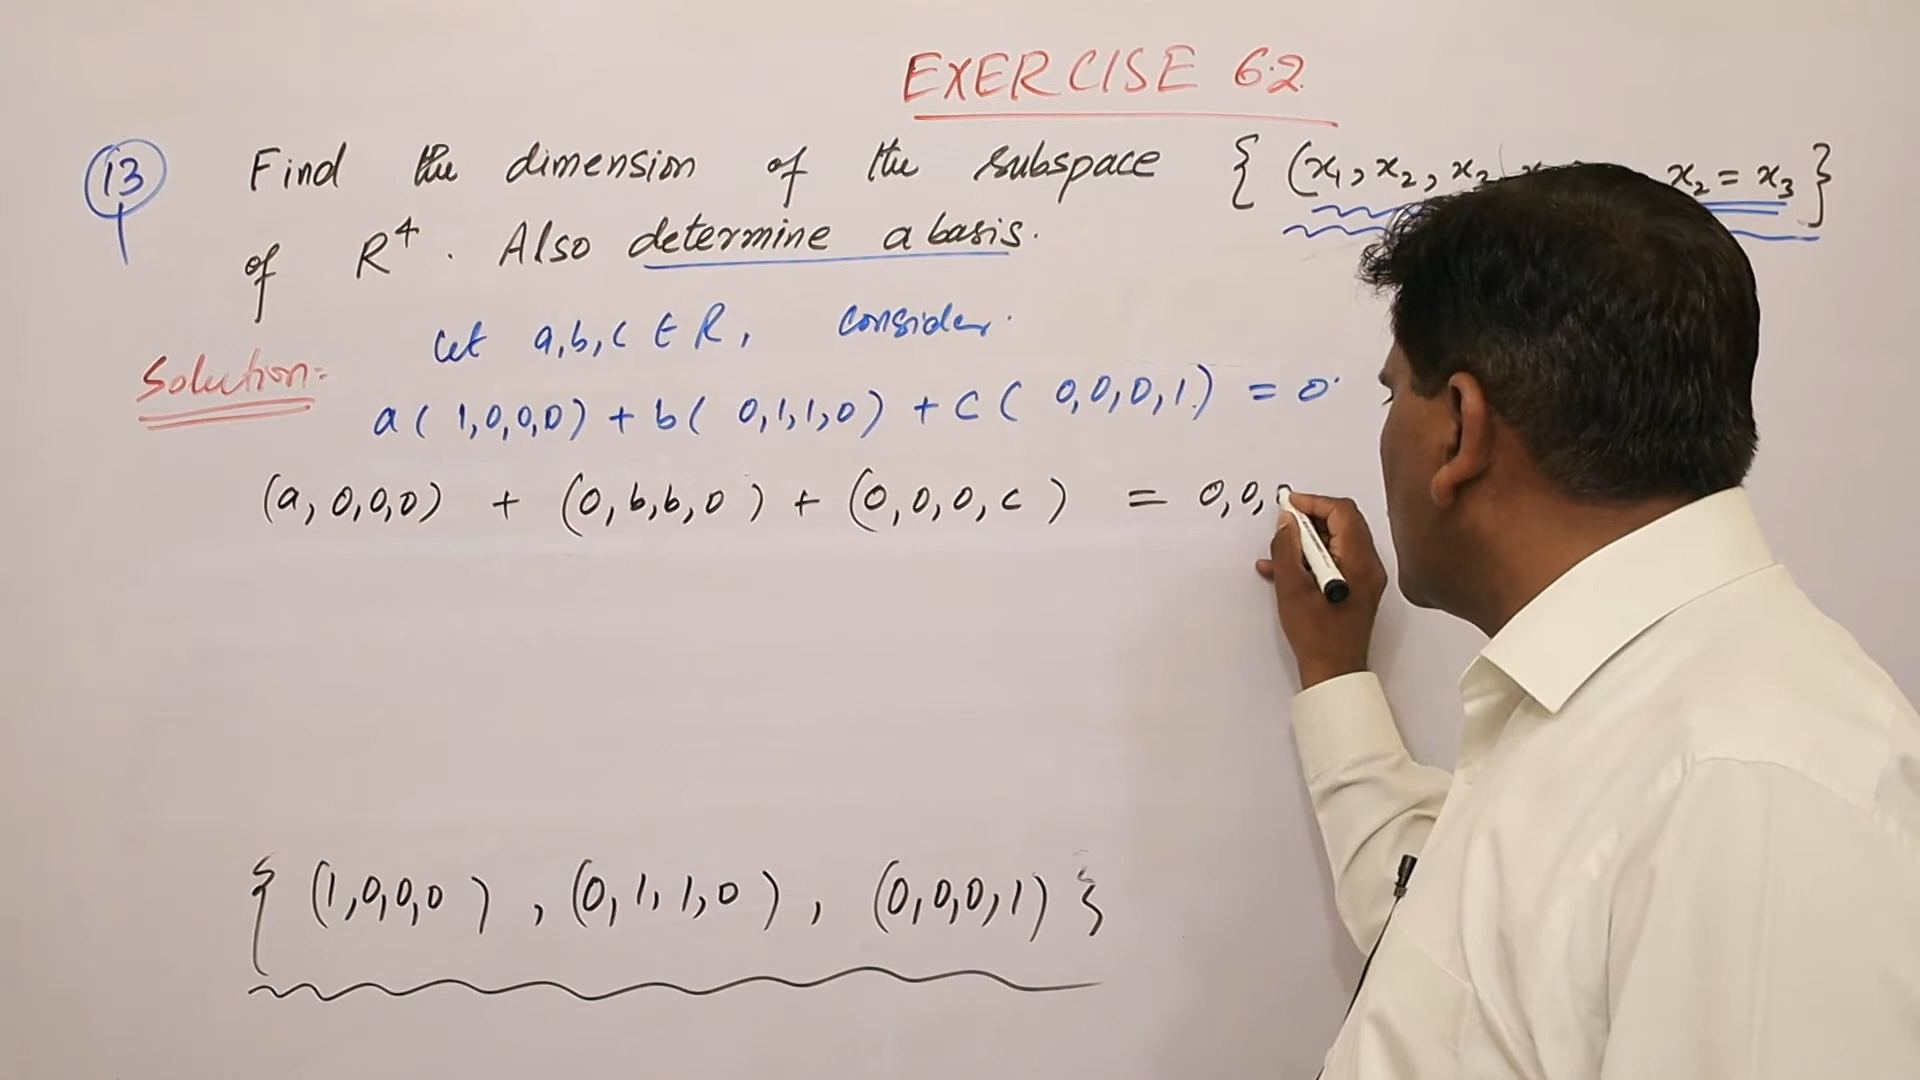 EXERCISE 6.2
13 Find the dimension of the subspace { (x₁, x₂, x₃ x₂ = x₃}
of R⁴. Also determine a basis.
Let a,b,c ∈ R, consider.
Solution:-
a( 1,0,0,0) + b( 0,1,1,0) + c( 0,0,0,1) = 0
(a, 0,0,0) + (0, b,b,0) + (0,0,0,c) = 0,0,0
{ (1,0,0,0), (0,1,1,0), (0,0,0,1) }